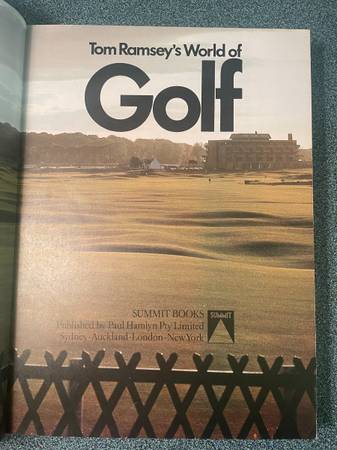 Tom Ramsey's World of
Golf
SUMMIT BOOKS
Published by Paul Hamlyn Pty Limited
Sydney·Auckland·London·New York
SUMMIT